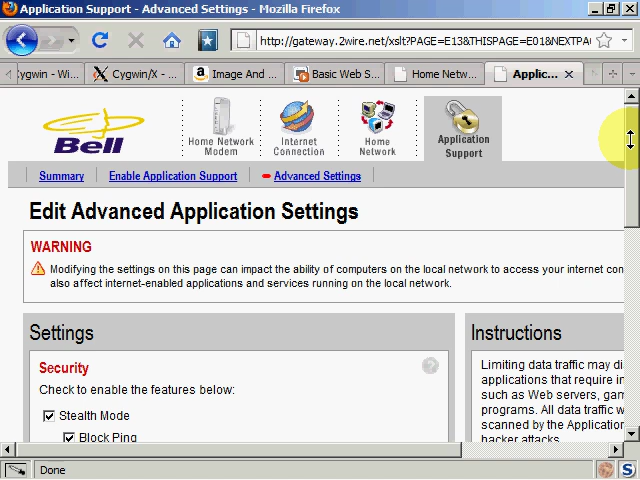 Application Support - Advanced Settings - Mozilla Firefox
http://gateway.2wire.net/xslt?PAGE=E13&THISPAGE=E01&NEXTPA
Cygwin - Wi...
Cygwin/X - ...
Image And ...
Basic Web S...
Home Netw...
Applic...
Bell
Home Network Modem
Internet Connection
Home Network
Application Support
Summary
Enable Application Support
Advanced Settings
Edit Advanced Application Settings
WARNING
Modifying the settings on this page can impact the ability of computers on the local network to access your internet con
also affect internet-enabled applications and services running on the local network.
Settings
Security
Check to enable the features below:
Stealth Mode
Block Ping
Instructions
Limiting data traffic may di
applications that require in
such as Web servers, gam
programs. All data traffic w
scanned by the Application
hacker attacks.
Done